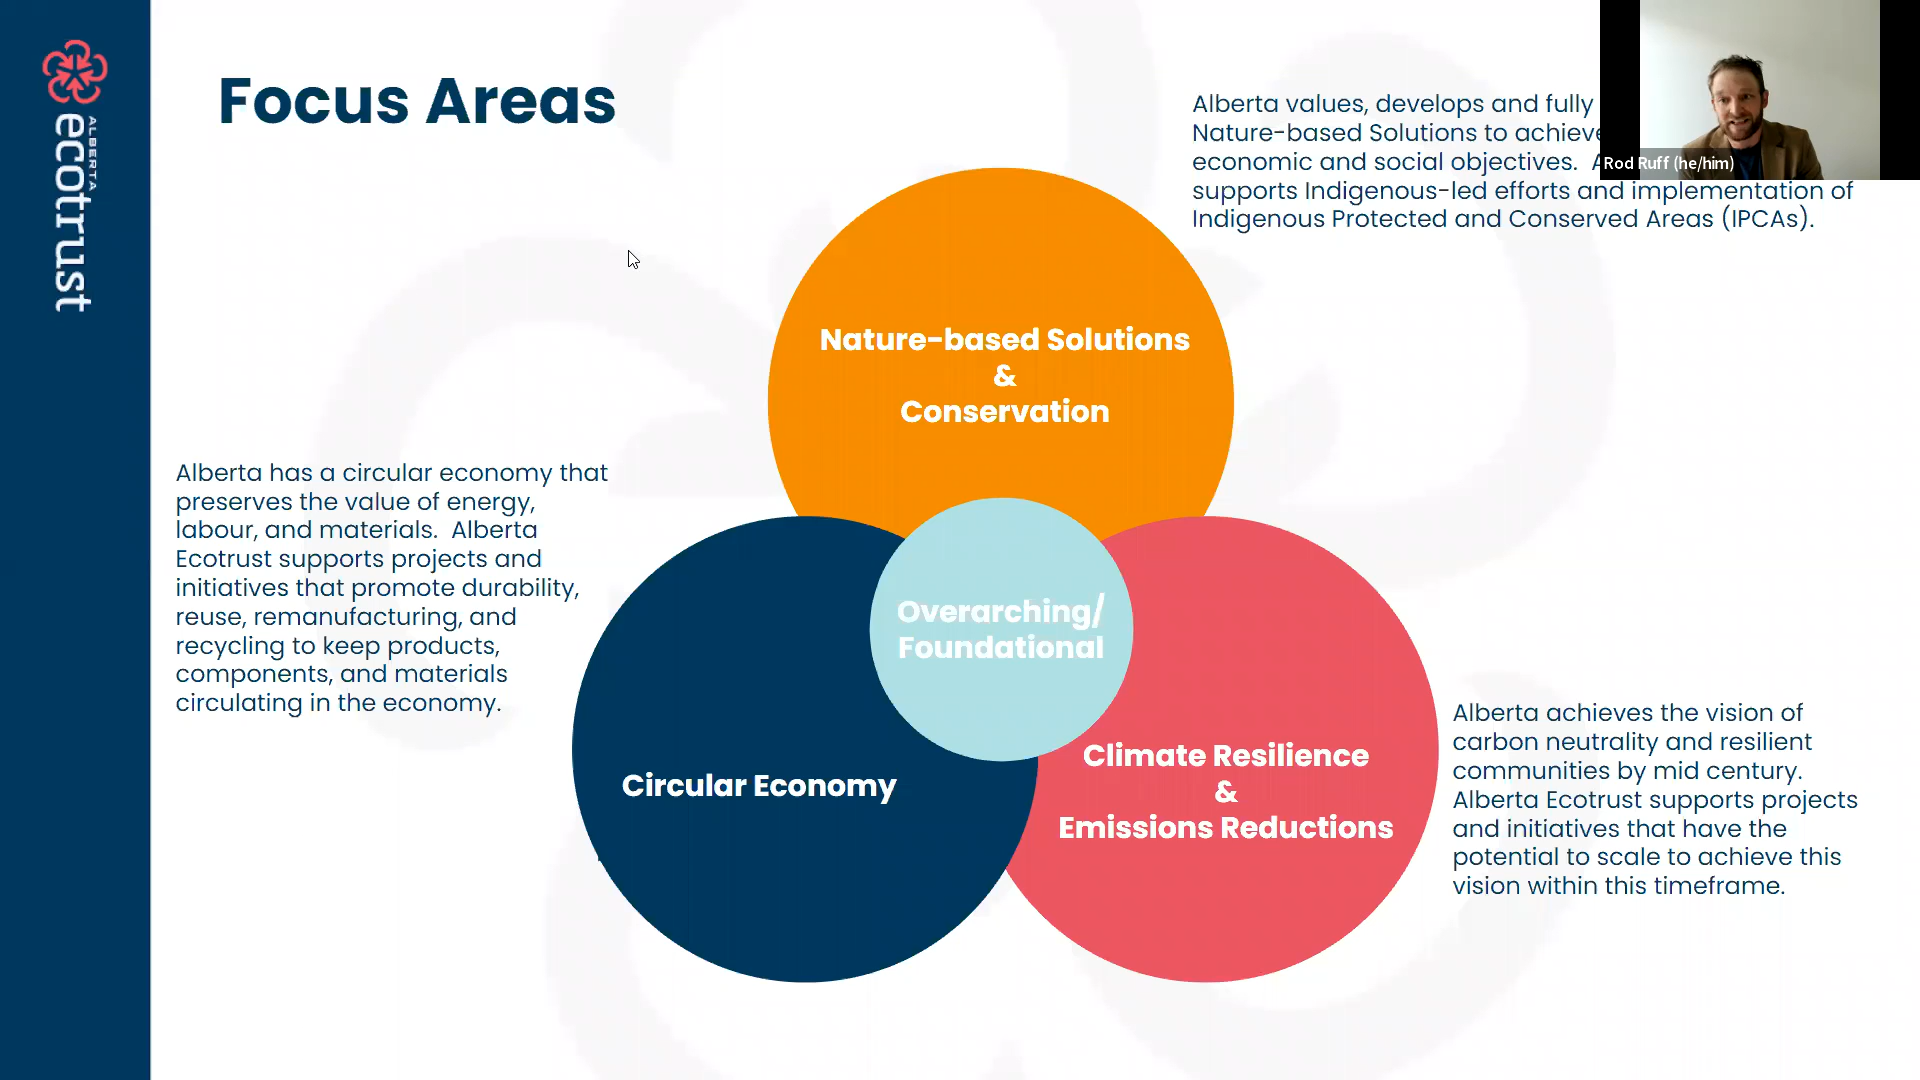 ALBERTA
ecotrust
Focus Areas
Alberta values, develops and fully
Nature-based Solutions to achieve
economic and social objectives.
supports Indigenous-led efforts and implementation of
Indigenous Protected and Conserved Areas (IPCAs).
Rod Ruff (he/him)
Nature-based Solutions
&
Conservation
Alberta has a circular economy that
preserves the value of energy,
labour, and materials.  Alberta
Ecotrust supports projects and
initiatives that promote durability,
reuse, remanufacturing, and
recycling to keep products,
components, and materials
circulating in the economy.
Overarching/
Foundational
Circular Economy
Climate Resilience
&
Emissions Reductions
Alberta achieves the vision of
carbon neutrality and resilient
communities by mid century.
Alberta Ecotrust supports projects
and initiatives that have the
potential to scale to achieve this
vision within this timeframe.